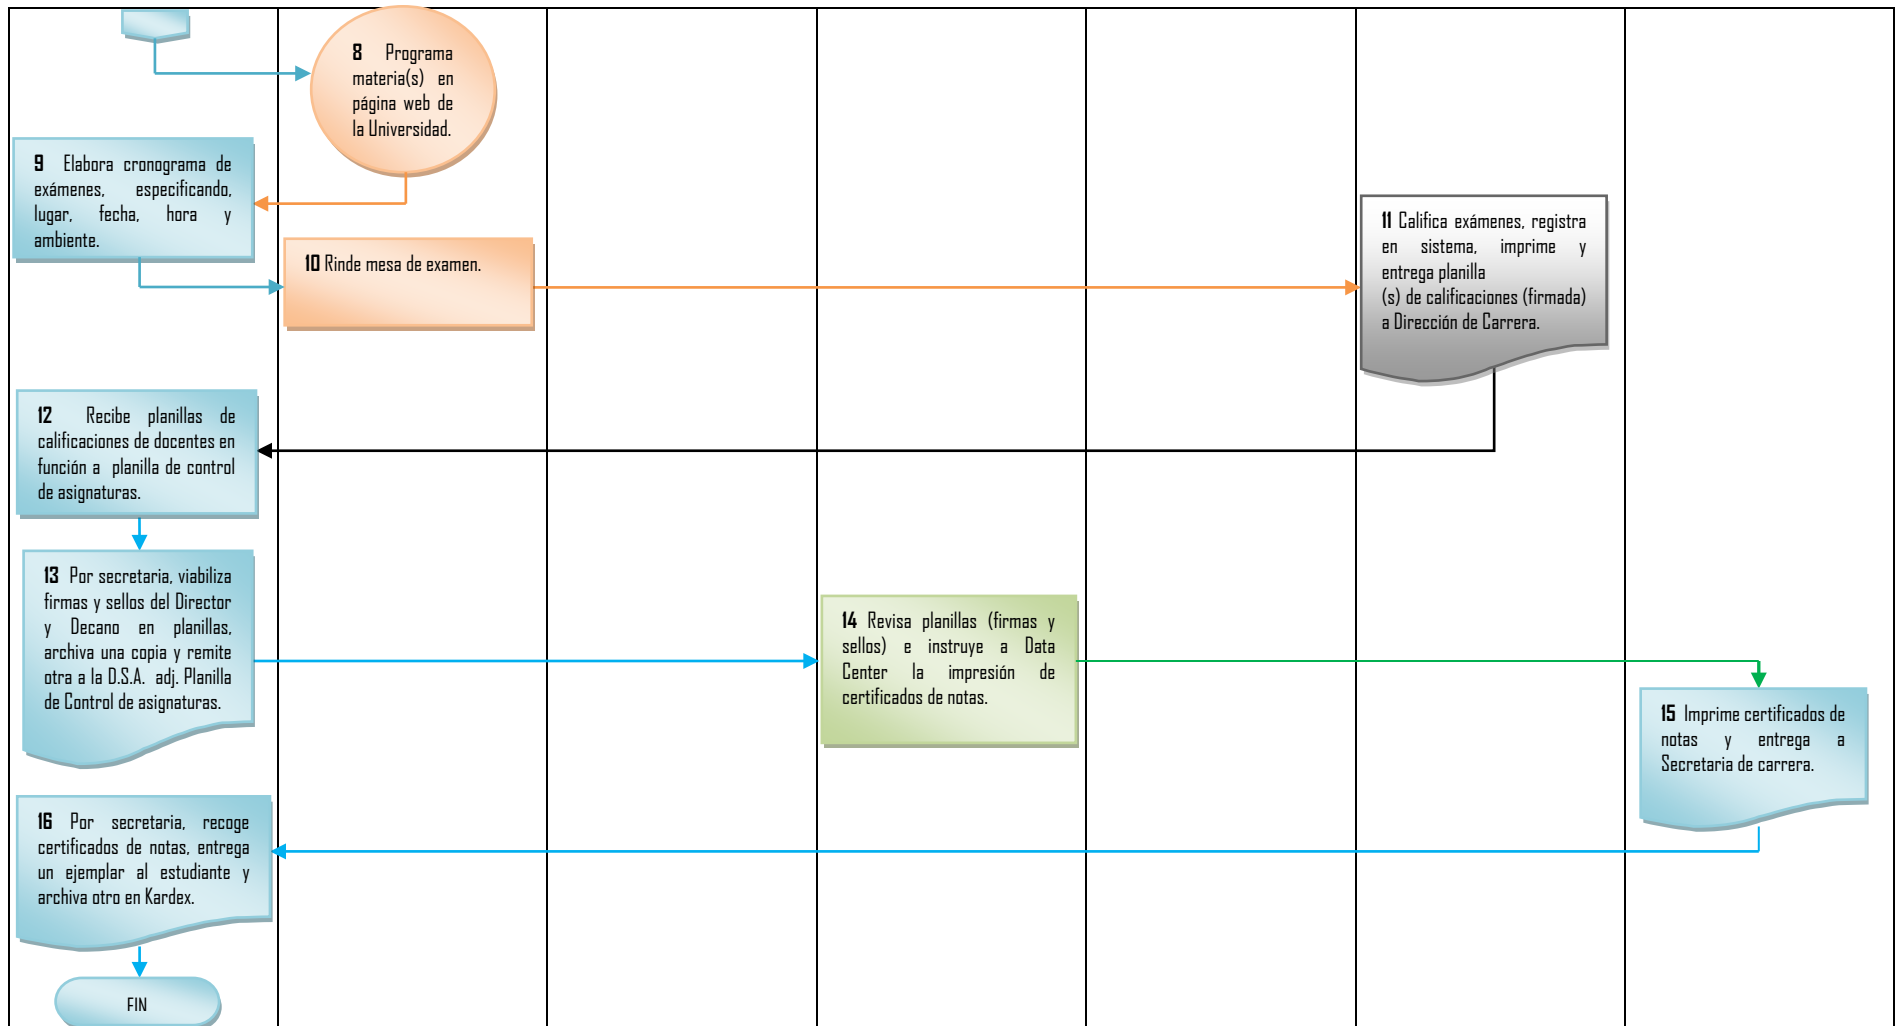 8 Programa
materia(s) en
página web de
la Universidad.
9 Elabora cronograma de
exámenes, especificando,
lugar, fecha, hora y
ambiente.
10 Rinde mesa de examen.
11 Califica exámenes, registra
en sistema, imprime y
entrega planilla
(s) de calificaciones (firmada)
a Dirección de Carrera.
12 Recibe planillas de
calificaciones de docentes en
función a planilla de control
de asignaturas.
13 Por secretaria, viabiliza
firmas y sellos del Director
y Decano en planillas,
archiva una copia y remite
otra a la D.S.A. adj. Planilla
de Control de asignaturas.
14 Revisa planillas (firmas y
sellos) e instruye a Data
Center la impresión de
certificados de notas.
15 Imprime certificados de
notas y entrega a
Secretaria de carrera.
16 Por secretaria, recoge
certificados de notas, entrega
un ejemplar al estudiante y
archiva otro en Kardex.
FIN